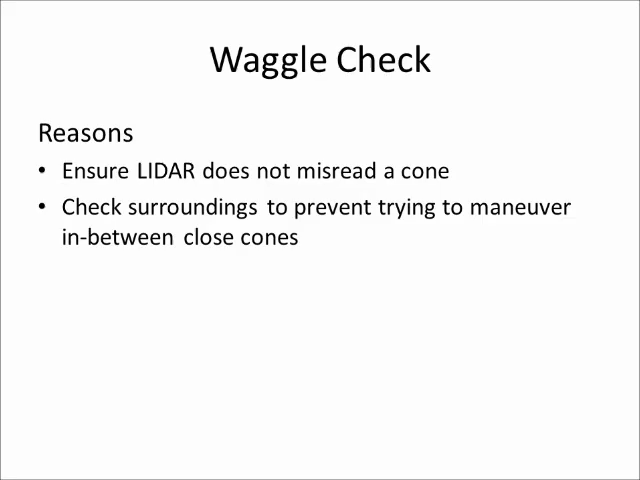 Waggle Check
Reasons
• Ensure LIDAR does not misread a cone
• Check surroundings to prevent trying to maneuver
in-between close cones